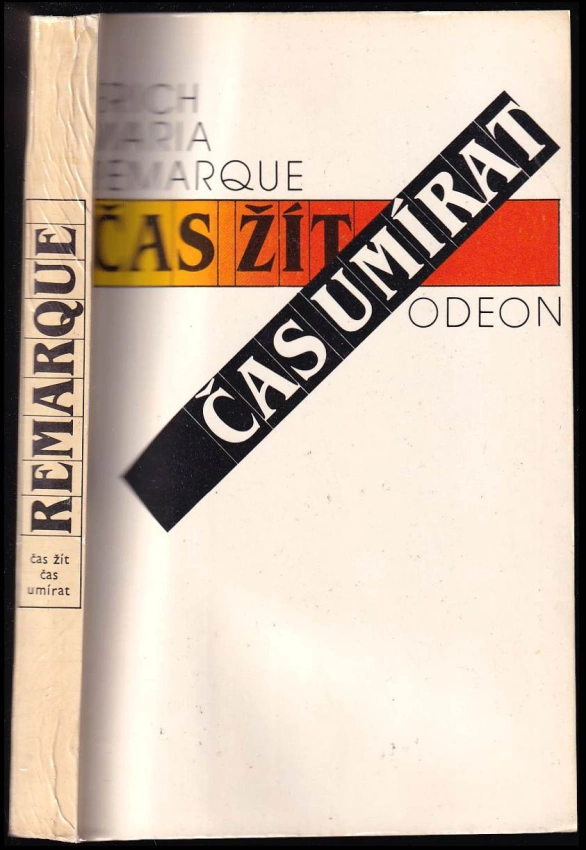 ERICH
MARIA
REMARQUE
ČAS ŽÍT
ČAS UMÍRAT
ODEON
REMARQUE
čas žít
čas
umírat